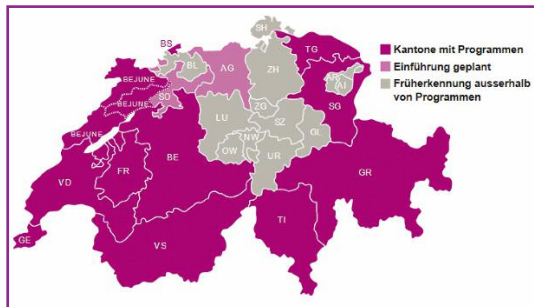 SH
BS
TG
BL
AG
ZH
BEJUNE
AR
AI
SO
BEJUNE
SG
ZG
LU
SZ
BEJUNE
NW
GL
OW
BE
UR
FR
GR
VD
TI
GE
VS
Kantone mit Programmen
Einführung geplant
Früherkennung ausserhalb
von Programmen